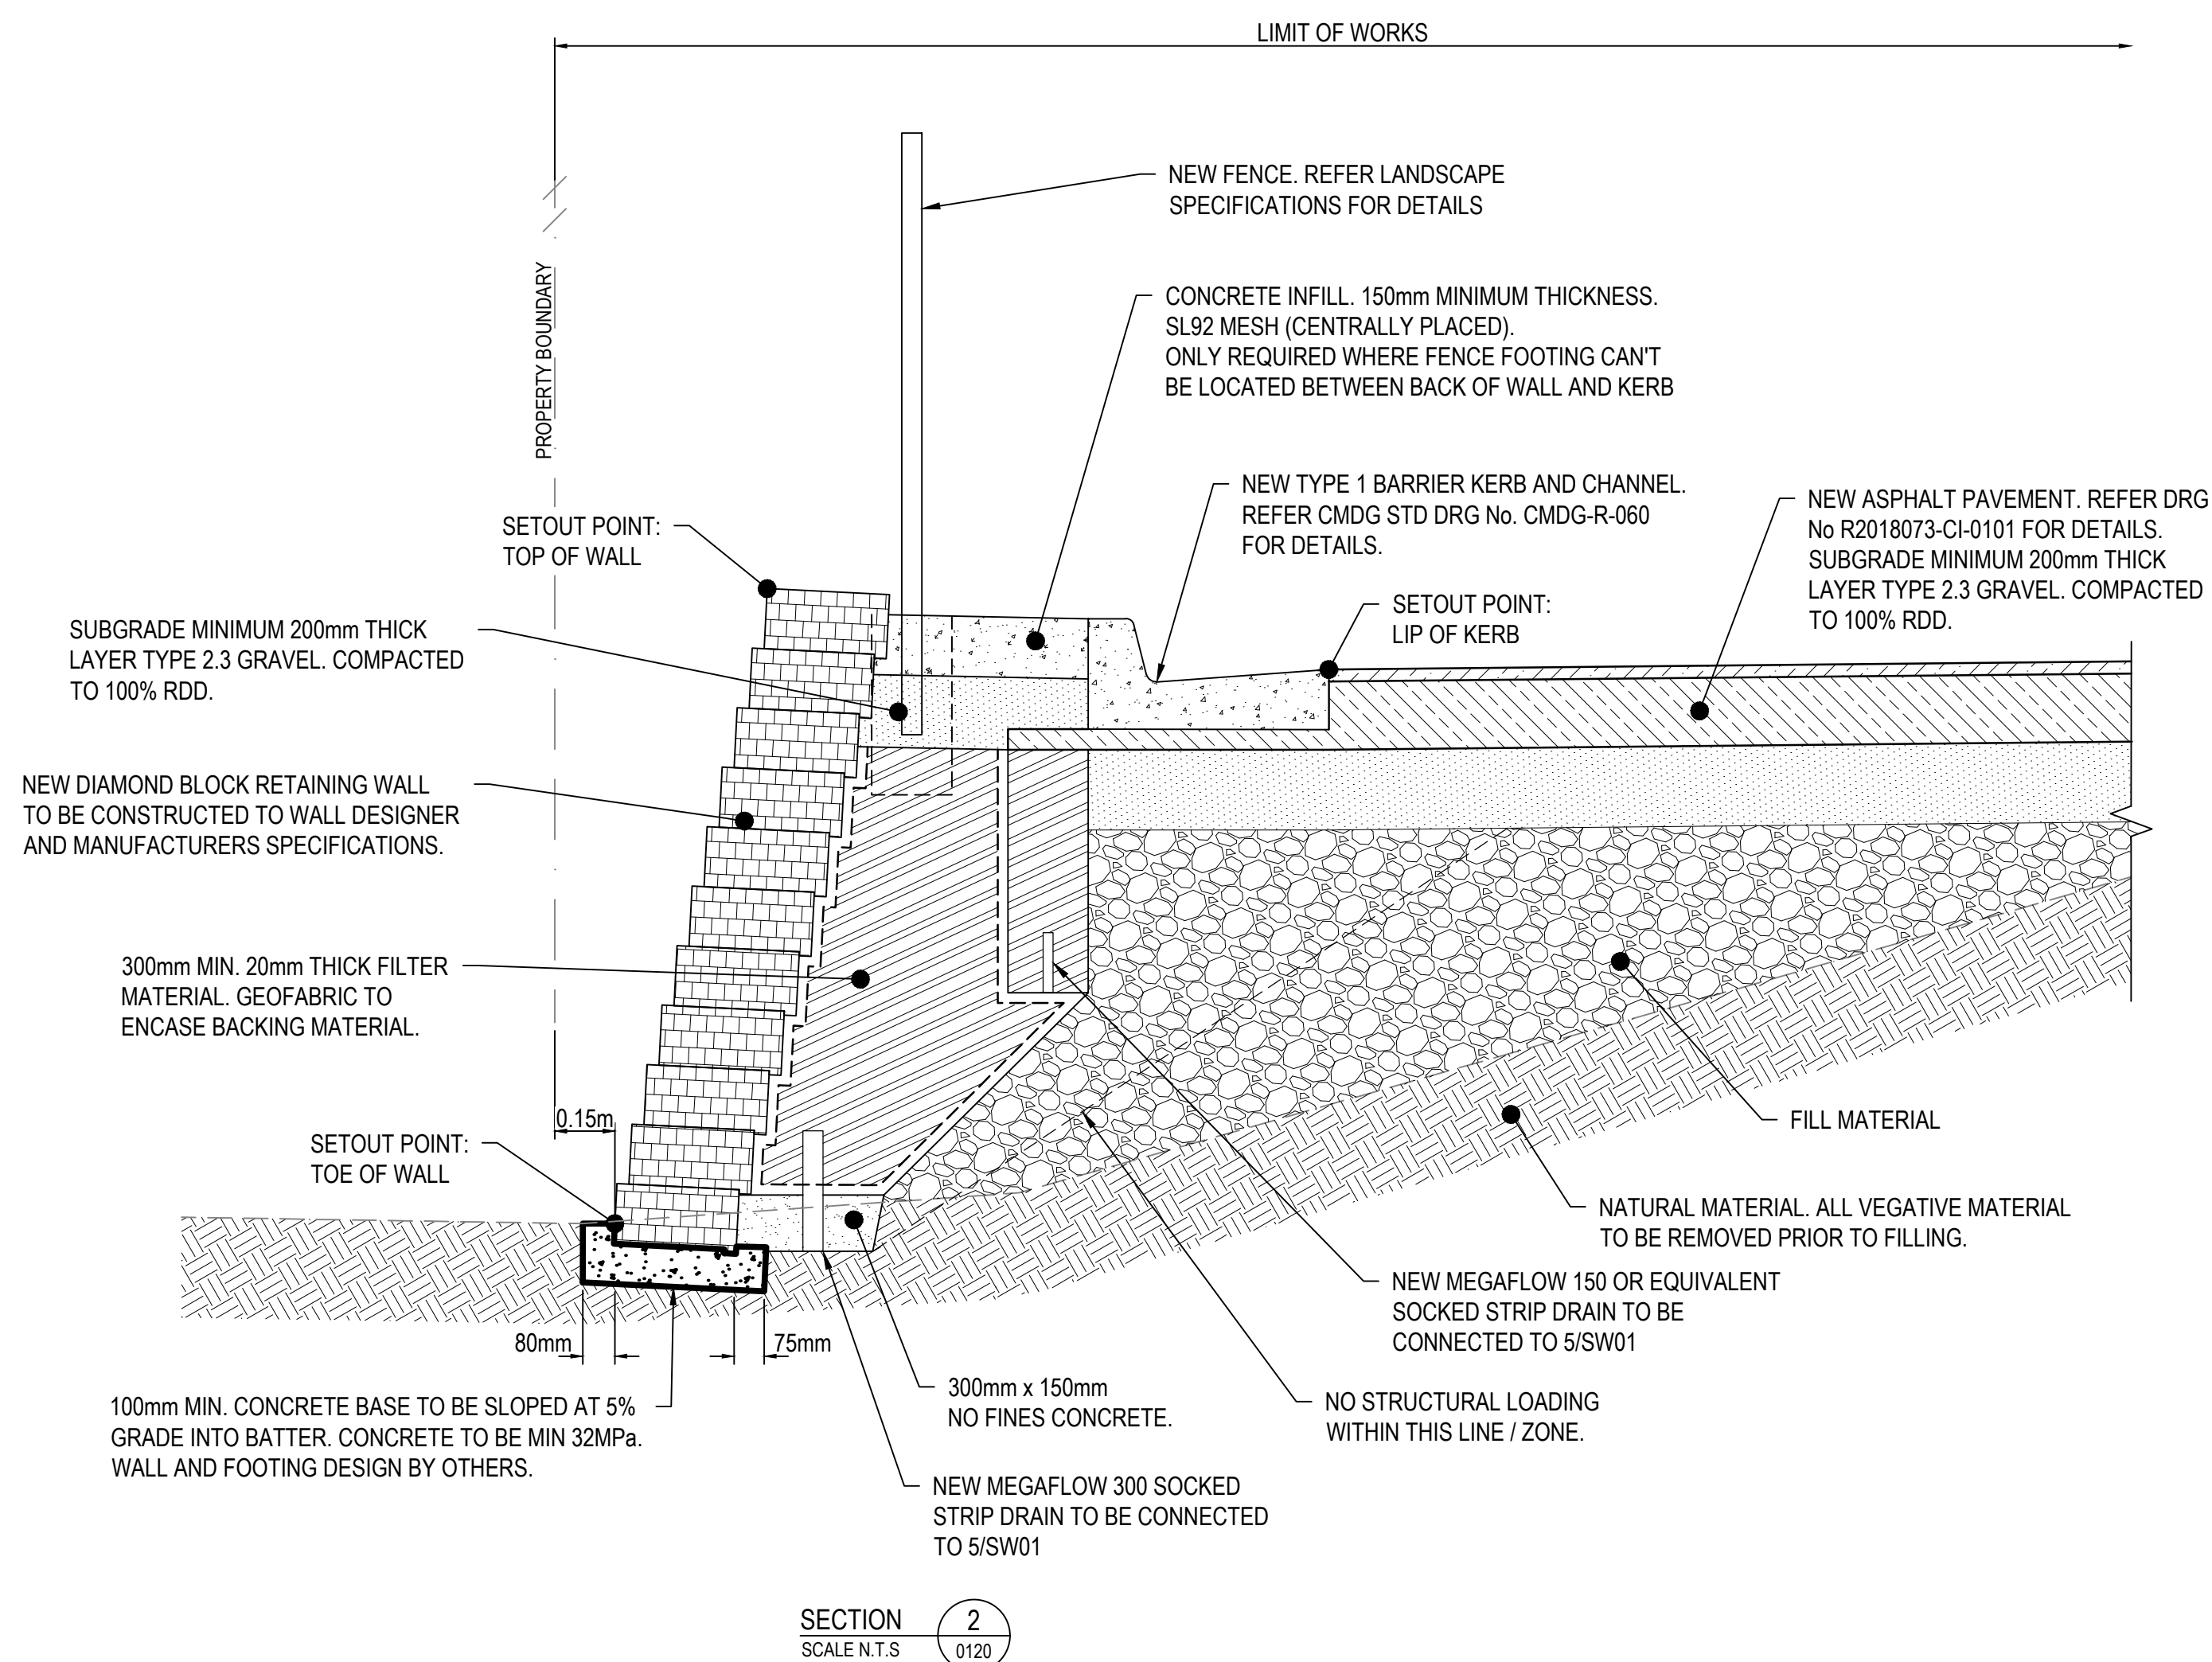 LIMIT OF WORKS
PROPERTY BOUNDARY
NEW FENCE. REFER LANDSCAPE
SPECIFICATIONS FOR DETAILS
CONCRETE INFILL. 150mm MINIMUM THICKNESS.
SL92 MESH (CENTRALLY PLACED).
ONLY REQUIRED WHERE FENCE FOOTING CAN'T
BE LOCATED BETWEEN BACK OF WALL AND KERB
NEW TYPE 1 BARRIER KERB AND CHANNEL.
REFER CMDG STD DRG No. CMDG-R-060
FOR DETAILS.
NEW ASPHALT PAVEMENT. REFER DRG
No R2018073-CI-0101 FOR DETAILS.
SUBGRADE MINIMUM 200mm THICK
LAYER TYPE 2.3 GRAVEL. COMPACTED
TO 100% RDD.
SETOUT POINT:
TOP OF WALL
SETOUT POINT:
LIP OF KERB
SUBGRADE MINIMUM 200mm THICK
LAYER TYPE 2.3 GRAVEL. COMPACTED
TO 100% RDD.
NEW DIAMOND BLOCK RETAINING WALL
TO BE CONSTRUCTED TO WALL DESIGNER
AND MANUFACTURERS SPECIFICATIONS.
300mm MIN. 20mm THICK FILTER
MATERIAL. GEOFABRIC TO
ENCASE BACKING MATERIAL.
0.15m
SETOUT POINT:
TOE OF WALL
FILL MATERIAL
NATURAL MATERIAL. ALL VEGATIVE MATERIAL
TO BE REMOVED PRIOR TO FILLING.
NEW MEGAFLOW 150 OR EQUIVALENT
SOCKED STRIP DRAIN TO BE
CONNECTED TO 5/SW01
80mm
75mm
300mm x 150mm
NO FINES CONCRETE.
NO STRUCTURAL LOADING
WITHIN THIS LINE / ZONE.
100mm MIN. CONCRETE BASE TO BE SLOPED AT 5%
GRADE INTO BATTER. CONCRETE TO BE MIN 32MPa.
WALL AND FOOTING DESIGN BY OTHERS.
NEW MEGAFLOW 300 SOCKED
STRIP DRAIN TO BE CONNECTED
TO 5/SW01
SECTION
SCALE N.T.S
2
0120